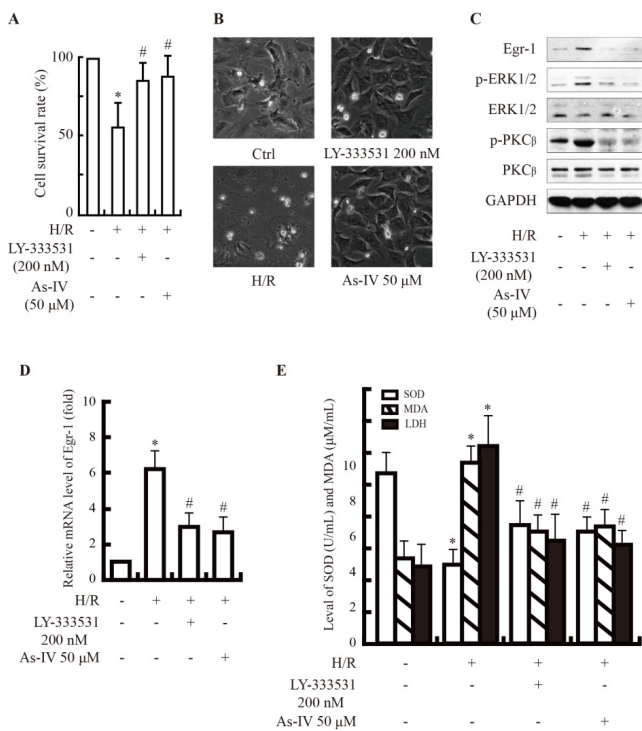 A
Cell survival rate (%)
100
50
0
*
#
#
H/R
- + + +
LY-333531
(200 nM)
- - + -
As-IV
(50 μM)
- - - +
B
Ctrl
LY-333531 200 nM
H/R
As-IV 50 μM
C
Egr-1
p-ERK1/2
ERK1/2
p-PKCβ
PKCβ
GAPDH
H/R
- + + +
LY-333531
(200 nM)
- - + -
As-IV
(50 μM)
- - - +
D
Relative mRNA level of Egr-1 (fold)
10
8
6
4
2
0
*
#
#
H/R
- + + +
LY-333531
200 nM
- - + -
As-IV 50 μM
- - - +
E
Leval of SOD (U/mL) and MDA (μM/mL)
SOD
MDA
LDH
10
8
6
4
2
0
*
*
*
# # #
# # #
H/R
- + + +
LY-333531
200 nM
- - + -
As-IV 50 μM
- - - +